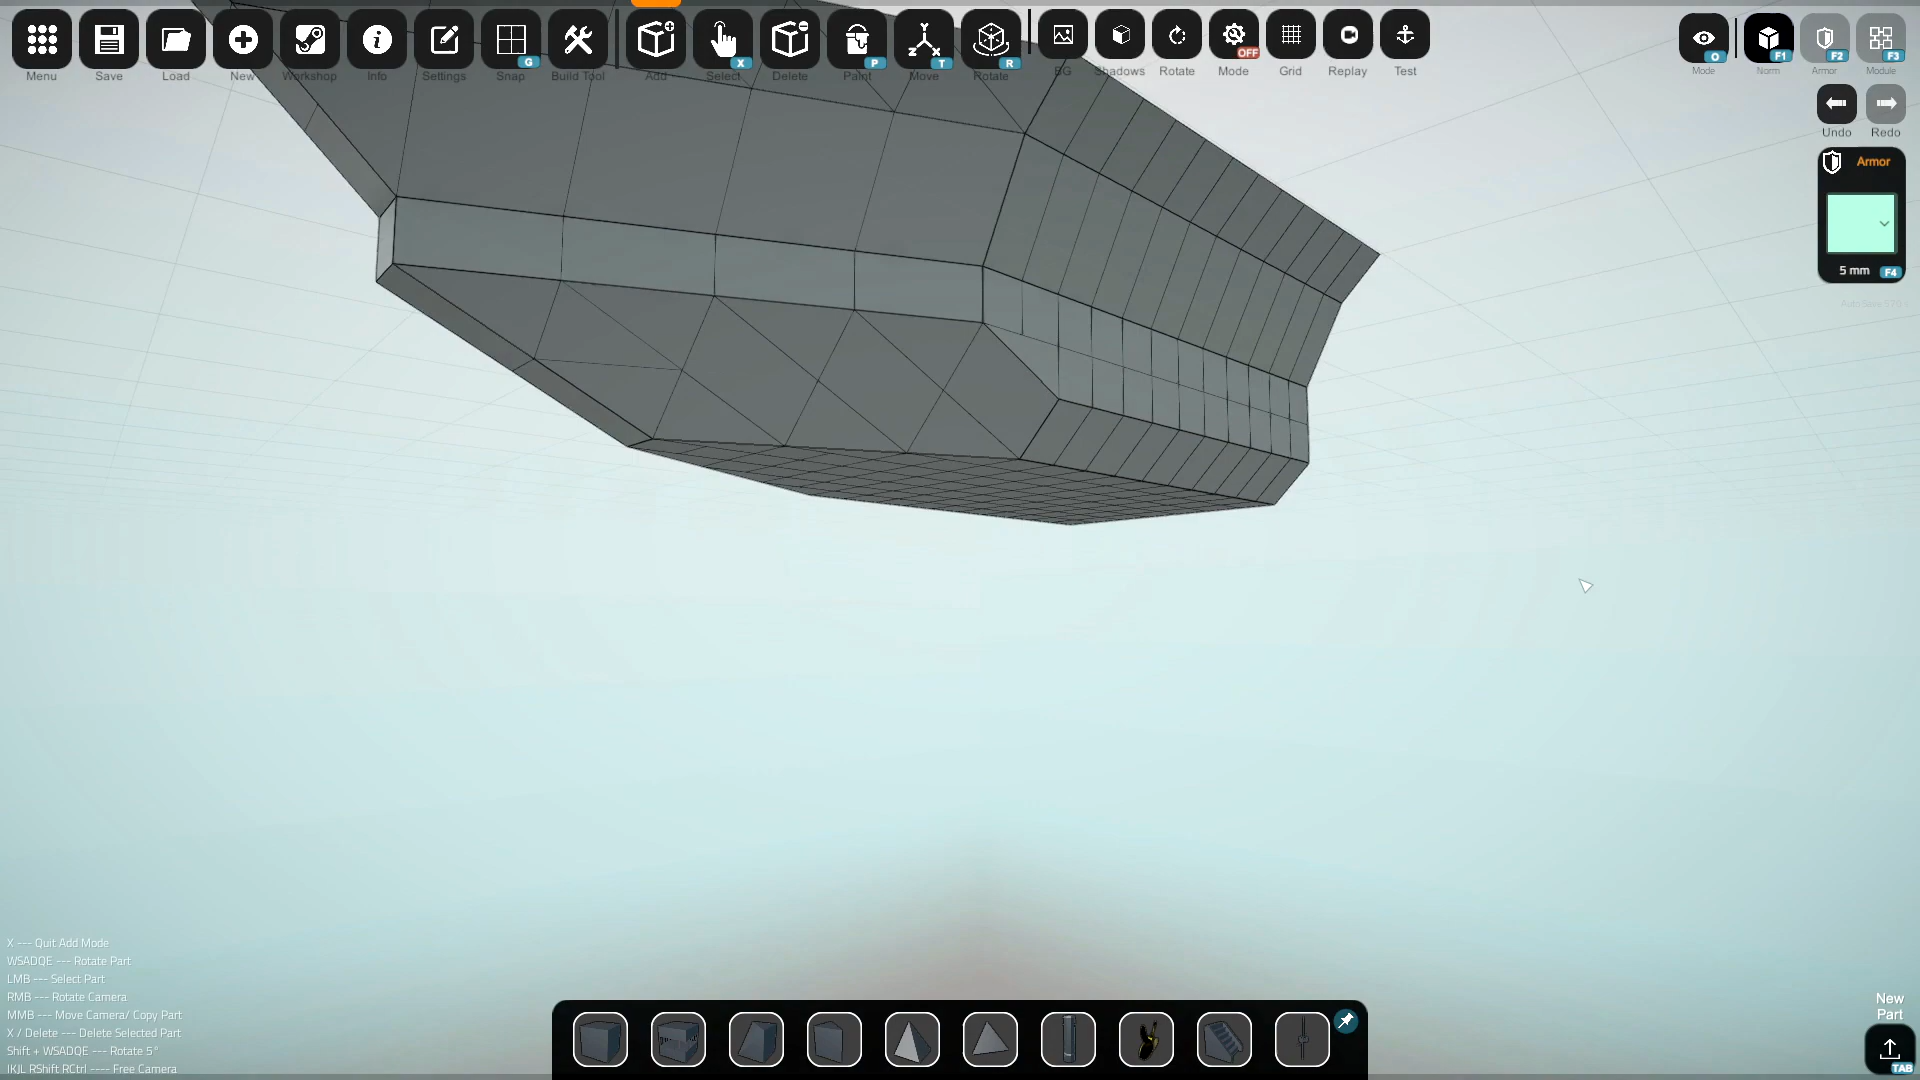 Menu
Save
Load
New
Workshop
Info
Settings
Snap
G
Build Tool
Add
Select
X
Delete
Paint
P
Move
T
Rotate
R
BG
Shadows
Rotate
Mode
OFF
Grid
Replay
Test
Mode
O
Norm
F1
Armor
F2
Module
F3
Undo
Redo
Armor
5 mm
F4
X --- Quit Add Mode
WSADQE --- Rotate Part
LMB --- Select Part
RMB --- Rotate Camera
MMB --- Move Camera/ Copy Part
X / Delete --- Delete Selected Part
Shift + WSADQE --- Rotate 5°
IKJL RShift RCtrl ---- Free Camera
New
Part
TAB